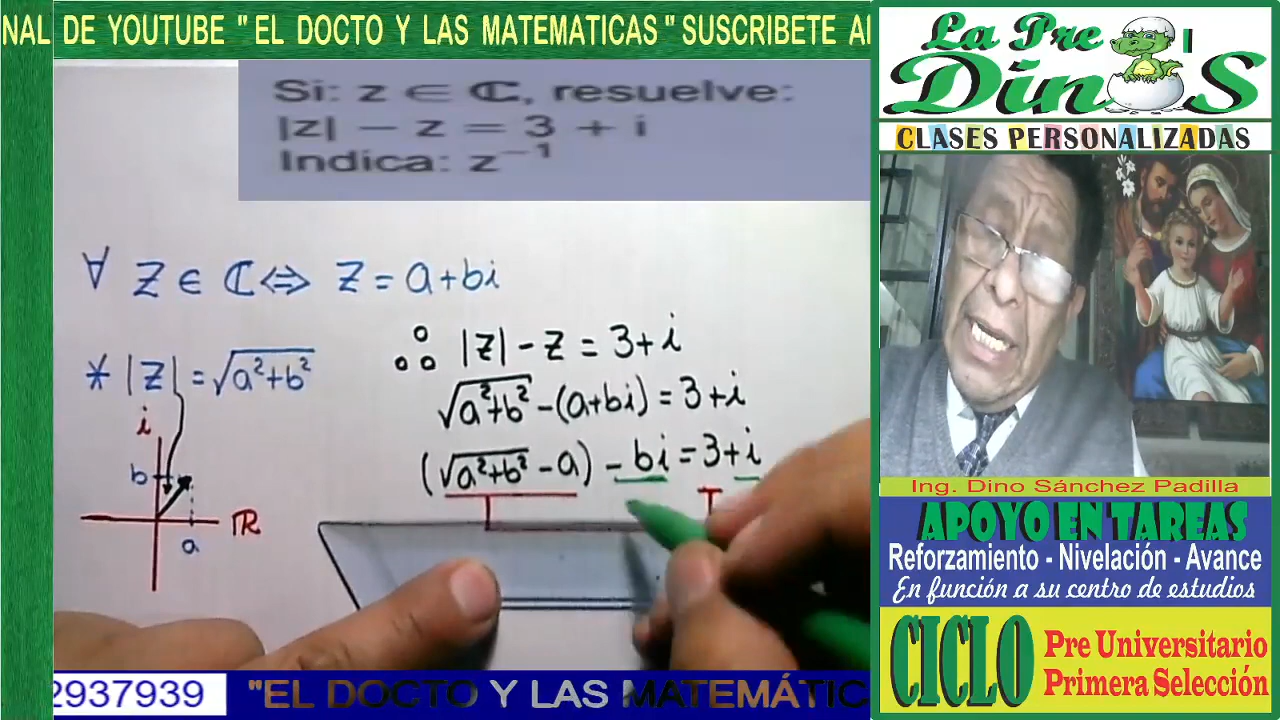 NAL DE YOUTUBE " EL DOCTO Y LAS MATEMATICAS " SUSCRIBETE
Si: z ∈ ℂ, resuelve:
|z| − z = 3 + i
Indica: z⁻¹
∀ Z ∈ ℂ ⇔ Z = a+bi
* |Z| = √(a²+b²)
i
b
a
ℝ
∴ |Z| − Z = 3+i
√(a²+b²) −(a+bi) = 3+i
(√(a²+b²) − a) − bi = 3+i
2937939 "EL DOCTO Y LAS MATEMÁTIC
La Pre
Dino'S
CLASES PERSONALIZADAS
Ing. Dino Sánchez Padilla
APOYO EN TAREAS
Reforzamiento - Nivelación - Avance
En función a su centro de estudios
CICLO
Pre Universitario
Primera Selección